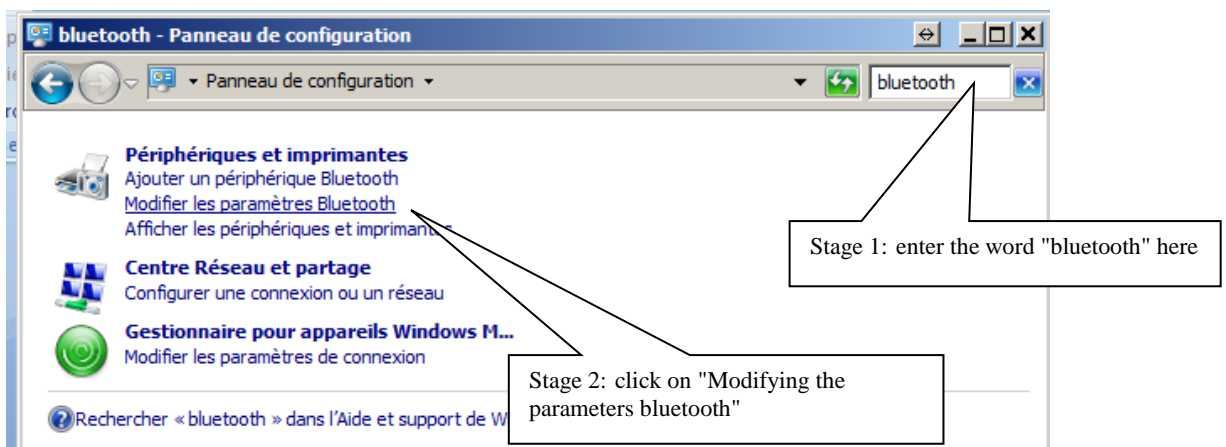 bluetooth - Panneau de configuration
Panneau de configuration
bluetooth
Périphériques et imprimantes
Ajouter un périphérique Bluetooth
Modifier les paramètres Bluetooth
Afficher les périphériques et imprimantes
Stage 1: enter the word "bluetooth" here
Centre Réseau et partage
Configurer une connexion ou un réseau
Gestionnaire pour appareils Windows M...
Modifier les paramètres de connexion
Stage 2: click on "Modifying the
parameters bluetooth"
Rechercher « bluetooth » dans l'Aide et support de W